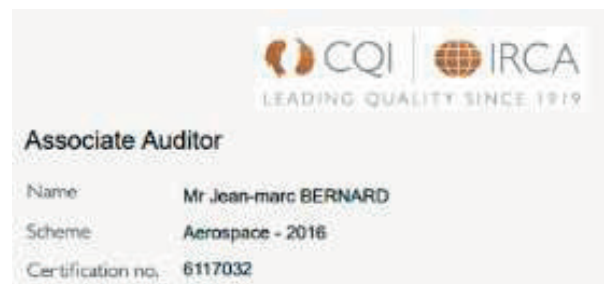 CQI IRCA
LEADING QUALITY SINCE 1919
Associate Auditor
Name Mr Jean-marc BERNARD
Scheme Aerospace - 2016
Certification no. 6117032